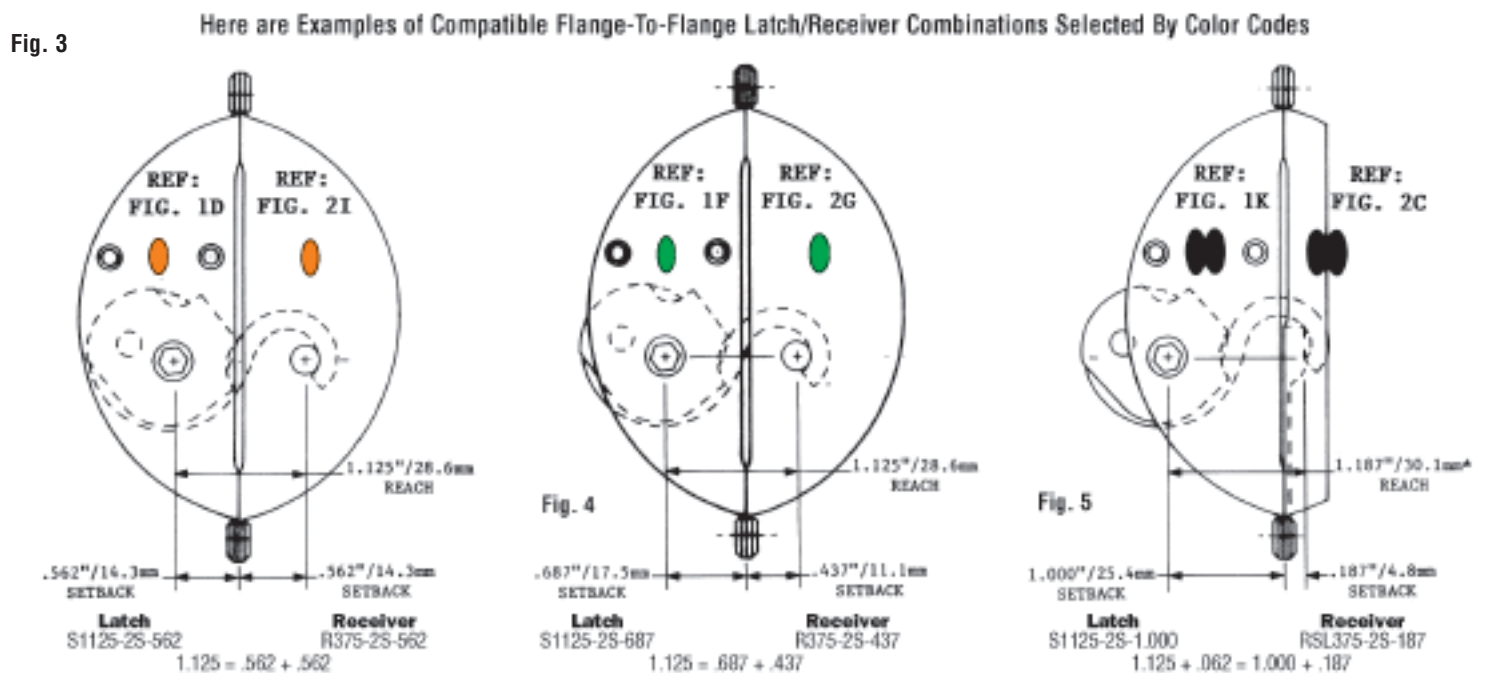 Here are Examples of Compatible Flange-To-Flange Latch/Receiver Combinations Selected By Color Codes
Fig. 3
REF:
FIG. 1D
REF:
FIG. 2I
1.125"/28.6mm
REACH
.562"/14.3mm
SETBACK
.562"/14.3mm
SETBACK
Latch
S1125-2S-562
Receiver
R375-2S-562
1.125 = .562 + .562
Fig. 4
REF:
FIG. 1F
REF:
FIG. 2G
1.125"/28.6mm
REACH
.687"/17.5mm
SETBACK
.437"/11.1mm
SETBACK
Latch
S1125-2S-687
Receiver
R375-2S-437
1.125 = .687 + .437
Fig. 5
REF:
FIG. 1K
REF:
FIG. 2C
1.187"/30.1mm*
REACH
1.000"/25.4mm
SETBACK
.187"/4.8mm
SETBACK
Latch
S1125-2S-1.000
Receiver
RSL375-2S-187
1.125 + .062 = 1.000 + .187